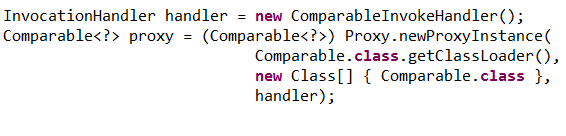 InvocationHandler handler = new ComparableInvokeHandler();
Comparable<?> proxy = (Comparable<?>) Proxy.newProxyInstance(
Comparable.class.getClassLoader(),
new Class[] { Comparable.class },
handler);